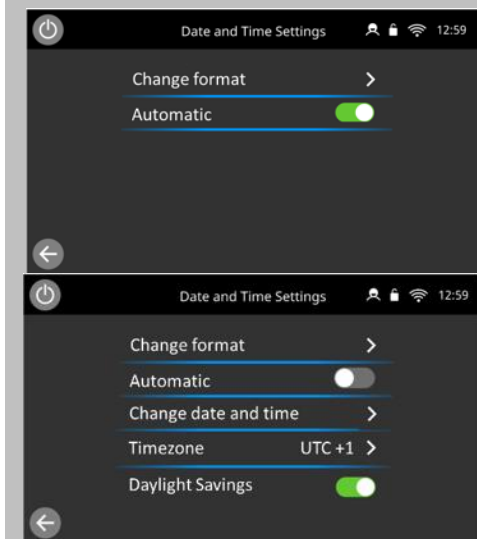 Date and Time Settings 12:59
Change format
Automatic
Date and Time Settings 12:59
Change format
Automatic
Change date and time
Timezone UTC +1
Daylight Savings